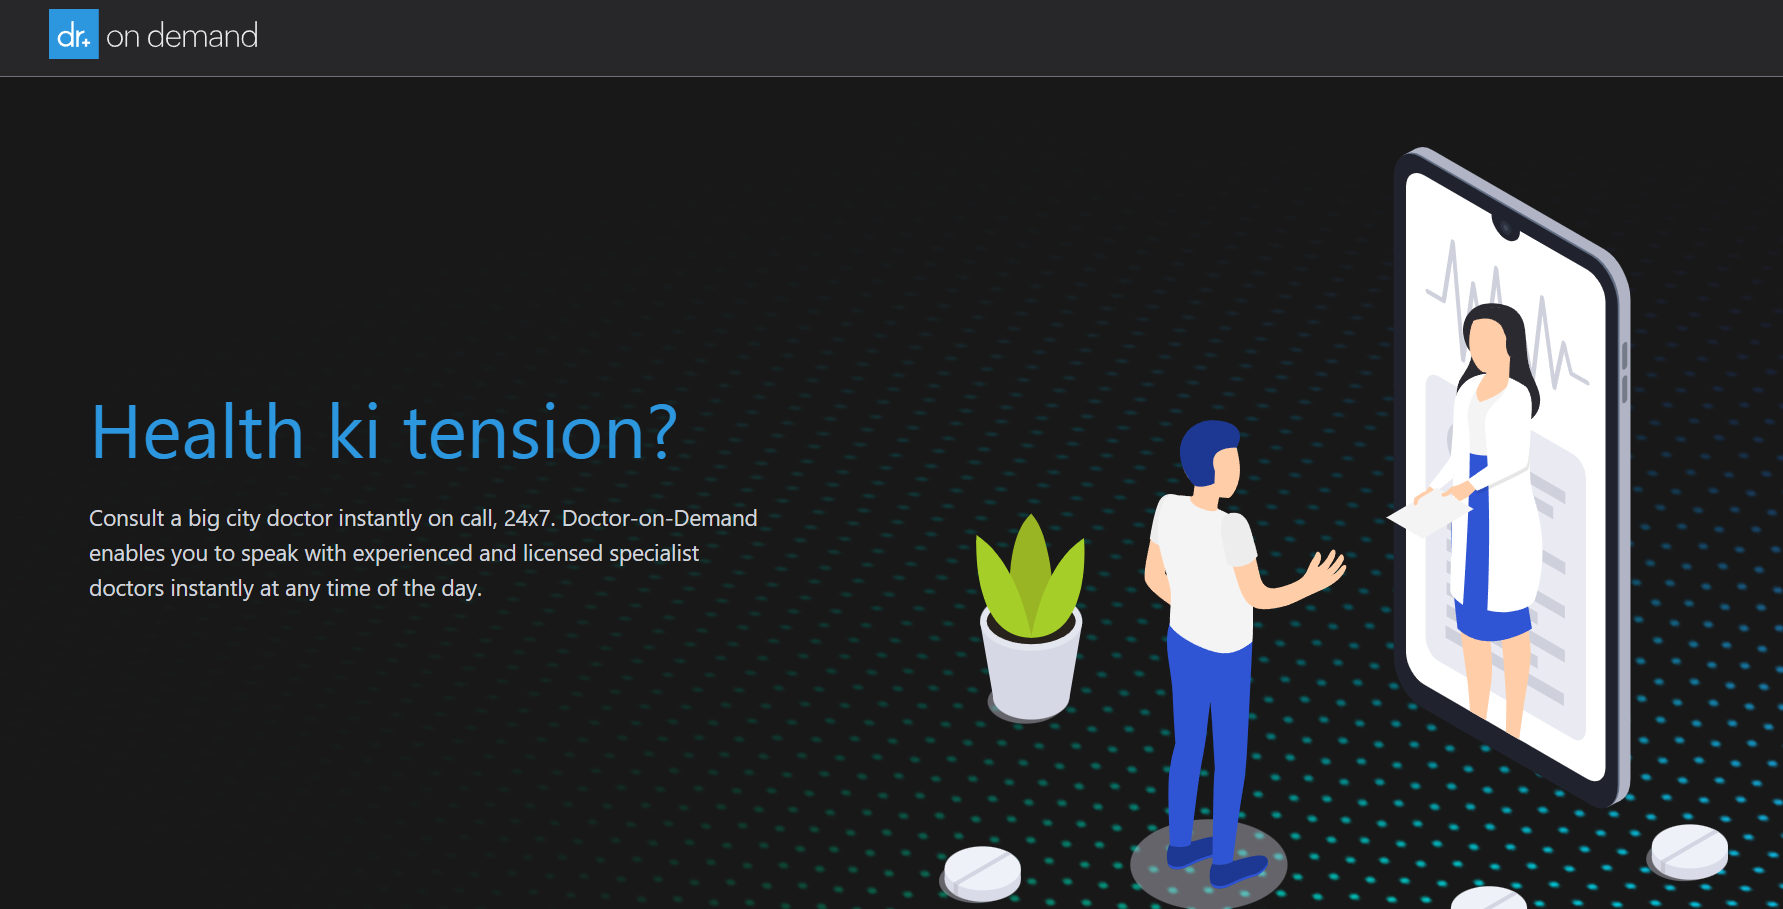 dr.+ on demand
Health ki tension?
Consult a big city doctor instantly on call, 24x7. Doctor-on-Demand
enables you to speak with experienced and licensed specialist
doctors instantly at any time of the day.